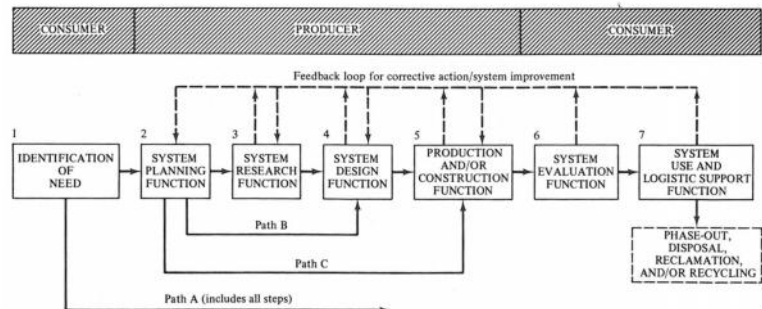 CONSUMER PRODUCER CONSUMER
Feedback loop for corrective action/system improvement
1
IDENTIFICATION
OF
NEED
2
SYSTEM
PLANNING
FUNCTION
3
SYSTEM
RESEARCH
FUNCTION
4
SYSTEM
DESIGN
FUNCTION
5
PRODUCTION
AND/OR
CONSTRUCTION
FUNCTION
6
SYSTEM
EVALUATION
FUNCTION
7
SYSTEM
USE AND
LOGISTIC SUPPORT
FUNCTION
Path B
Path C
PHASE-OUT,
DISPOSAL,
RECLAMATION,
AND/OR RECYCLING
Path A (includes all steps)